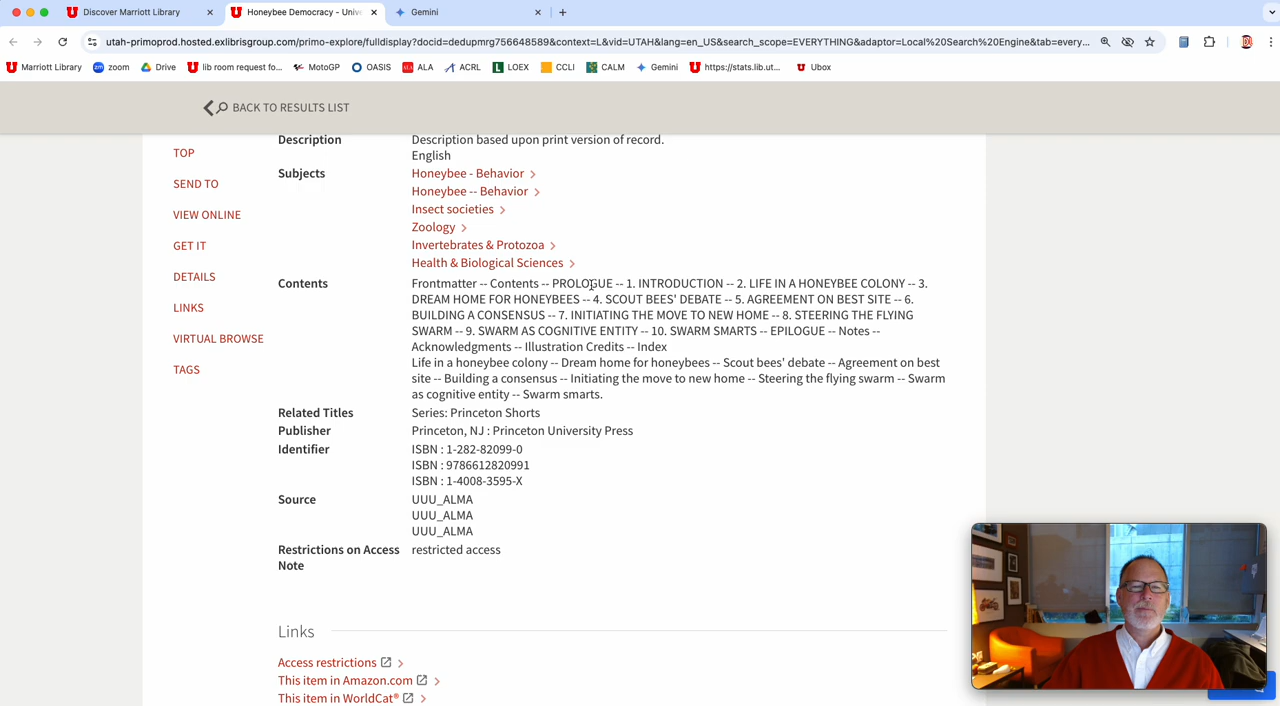 Discover Marriott Library
Honeybee Democracy - Unive
Gemini
utah-primoprod.hosted.exlibrisgroup.com/primo-explore/fulldisplay?docid=dedupmrg756648589&context=L&vid=UTAH&lang=en_US&search_scope=EVERYTHING&adaptor=Local%20Search%20Engine&tab=every...
Marriott Library zoom Drive lib room request fo... MotoGP OASIS ALA ACRL LOEX CCLI CALM Gemini https://stats.lib.ut... Ubox
BACK TO RESULTS LIST
TOP
SEND TO
VIEW ONLINE
GET IT
DETAILS
LINKS
VIRTUAL BROWSE
TAGS
Description Description based upon print version of record.
English
Subjects Honeybee - Behavior
Honeybee -- Behavior
Insect societies
Zoology
Invertebrates & Protozoa
Health & Biological Sciences
Contents Frontmatter -- Contents -- PROLOGUE -- 1. INTRODUCTION -- 2. LIFE IN A HONEYBEE COLONY -- 3.
DREAM HOME FOR HONEYBEES -- 4. SCOUT BEES' DEBATE -- 5. AGREEMENT ON BEST SITE -- 6.
BUILDING A CONSENSUS -- 7. INITIATING THE MOVE TO NEW HOME -- 8. STEERING THE FLYING
SWARM -- 9. SWARM AS COGNITIVE ENTITY -- 10. SWARM SMARTS -- EPILOGUE -- Notes --
Acknowledgments -- Illustration Credits -- Index
Life in a honeybee colony -- Dream home for honeybees -- Scout bees' debate -- Agreement on best
site -- Building a consensus -- Initiating the move to new home -- Steering the flying swarm -- Swarm
as cognitive entity -- Swarm smarts.
Related Titles Series: Princeton Shorts
Publisher Princeton, NJ : Princeton University Press
Identifier ISBN : 1-282-82099-0
ISBN : 9786612820991
ISBN : 1-4008-3595-X
Source UUU_ALMA
UUU_ALMA
UUU_ALMA
Restrictions on Access restricted access
Note
Links
Access restrictions
This item in Amazon.com
This item in WorldCat®